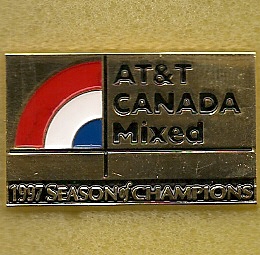 AT&T
CANADA
Mixed
1997 SEASON of CHAMPIONS